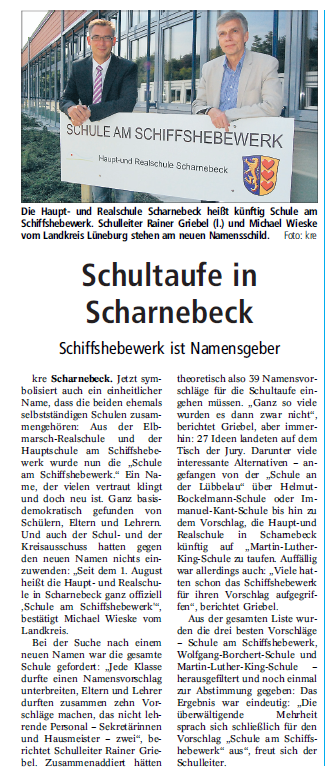 SCHULE AM SCHIFFSHEBEWERK
Haupt-und Realschule Scharnebeck
Die Haupt- und Realschule Scharnebeck heißt künftig Schule am
Schiffshebewerk. Schulleiter Rainer Griebel (l.) und Michael Wieske
vom Landkreis Lüneburg stehen am neuen Namensschild. Foto: kre
Schultaufe in
Scharnebeck
Schiffshebewerk ist Namensgeber
kre Scharnebeck. Jetzt sym-
bolisiert auch ein einheitlicher
Name, dass die beiden ehemals
selbstständigen Schulen zusam-
mengehören: Aus der Elb-
marsch-Realschule und der
Hauptschule am Schiffshebe-
werk wurde nun die „Schule
am Schiffshebewerk.“ Ein Na-
me, der vielen vertraut klingt
und doch neu ist. Ganz basis-
demokratisch gefunden von
Schülern, Eltern und Lehrern.
Und auch der Schul- und der
Kreisausschuss hatten gegen
den neuen Namen nichts ein-
zuwenden: „Seit dem 1. August
heißt die Haupt- und Realschu-
le in Scharnebeck ganz offiziell
‚Schule am Schiffshebewerk‘“,
bestätigt Michael Wieske vom
Landkreis.
Bei der Suche nach einem
neuen Namen war die gesamte
Schule gefordert: „Jede Klasse
durfte einen Namensvorschlag
unterbreiten, Eltern und Lehrer
durften zusammen zehn Vor-
schläge machen, das nicht leh-
rende Personal – Sekretärinnen
und Hausmeister – zwei“, be-
richtet Schulleiter Rainer Grie-
bel. Zusammenaddiert hätten
theoretisch also 39 Namensvor-
schläge für die Schultaufe ein-
gehen müssen. „Ganz so viele
wurden es dann zwar nicht“,
berichtet Griebel, aber immer-
hin: 27 Ideen landeten auf dem
Tisch der Jury. Darunter viele
interessante Alternativen – an-
gefangen von der „Schule an
der Lübbelau“ über Helmut-
Bockelmann-Schule oder Im-
manuel-Kant-Schule bis hin zu
dem Vorschlag, die Haupt-und
Realschule in Scharnebeck
künftig auf „Martin-Luther-
King-Schule zu taufen. Auffällig
war allerdings auch: „Viele hat-
ten schon das Schiffshebewerk
für ihren Vorschlag aufgegrif-
fen“, berichtet Griebel.
Aus der gesamten Liste wur-
den die drei besten Vorschläge
– Schule am Schiffshebewerk,
Wolfgang-Borchert-Schule und
Martin-Luther-King-Schule –
herausgefiltert und noch einmal
zur Abstimmung gegeben: Das
Ergebnis war eindeutig: „Die
überwältigende Mehrheit
sprach sich schließlich für den
Vorschlag „Schule am Schiffs-
hebewerk“ aus“, freut sich der
Schulleiter.